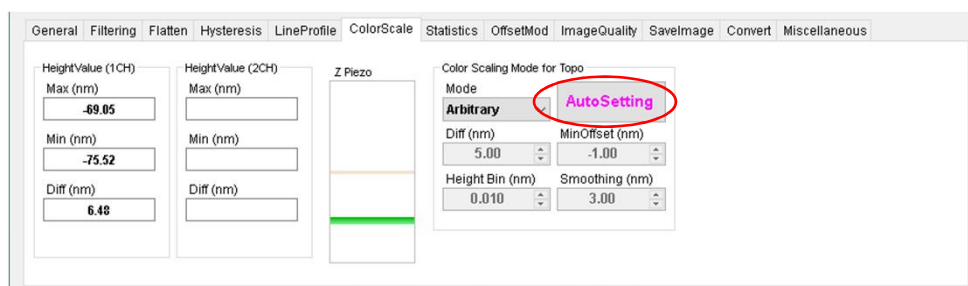 General Filtering Flatten Hysteresis LineProfile ColorScale Statistics OffsetMod ImageQuality SaveImage Convert Miscellaneous
HeightValue (1CH)
Max (nm)
-69.05
Min (nm)
-75.52
Diff (nm)
6.48
HeightValue (2CH)
Max (nm)
Min (nm)
Diff (nm)
Z Piezo
Color Scaling Mode for Topo
Mode
Arbitrary
AutoSetting
Diff (nm) MinOffset (nm)
5.00 -1.00
Height Bin (nm) Smoothing (nm)
0.010 3.00